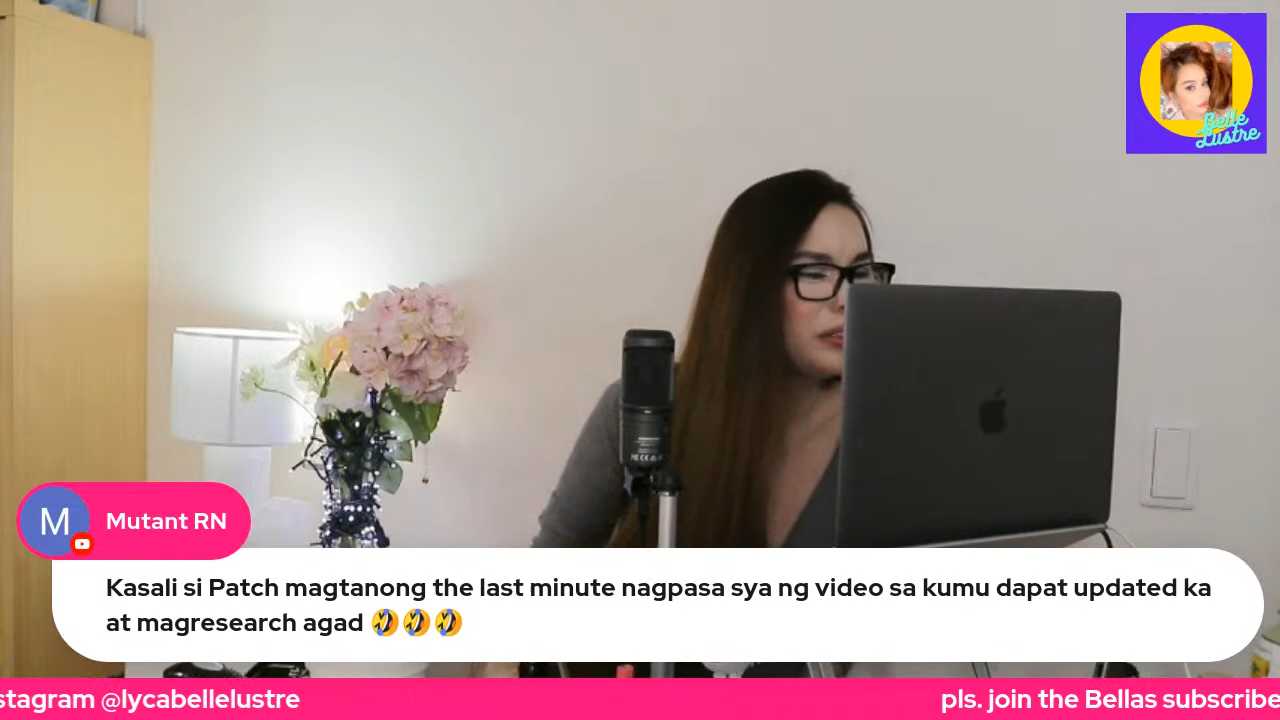 Belle
Lustre
M
Mutant RN
Kasali si Patch magtanong the last minute nagpasa sya ng video sa kumu dapat updated ka
at magresearch agad 🤣🤣🤣
stagram @lycabellelustre
pls. join the Bellas subscribe